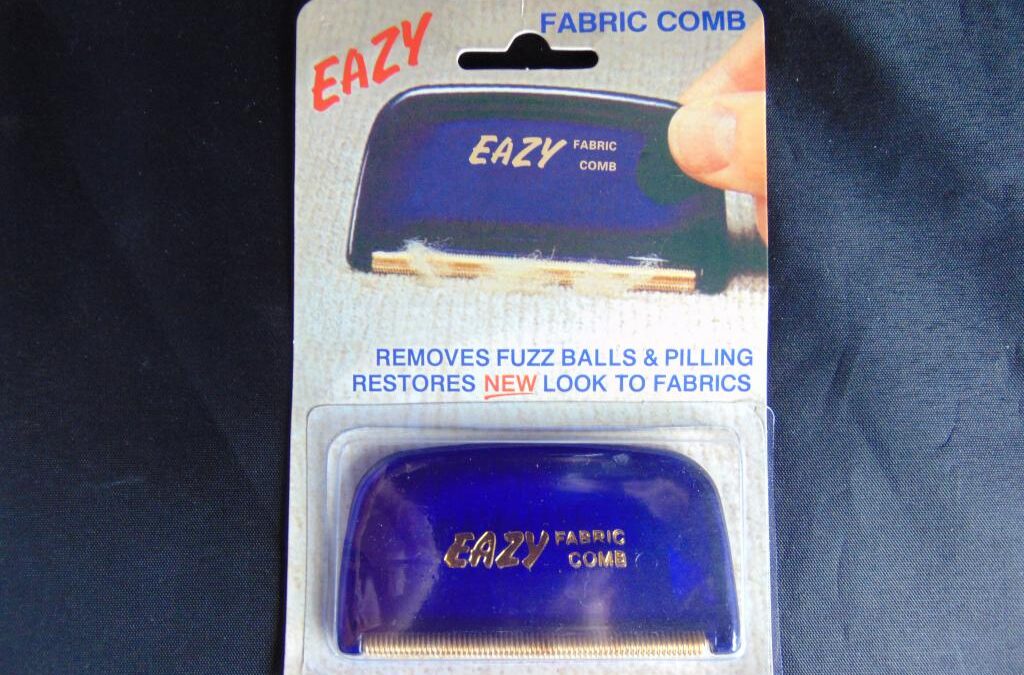 FABRIC COMB
EAZY
EAZY FABRIC
COMB
REMOVES FUZZ BALLS & PILLING
RESTORES NEW LOOK TO FABRICS
EAZY FABRIC
COMB